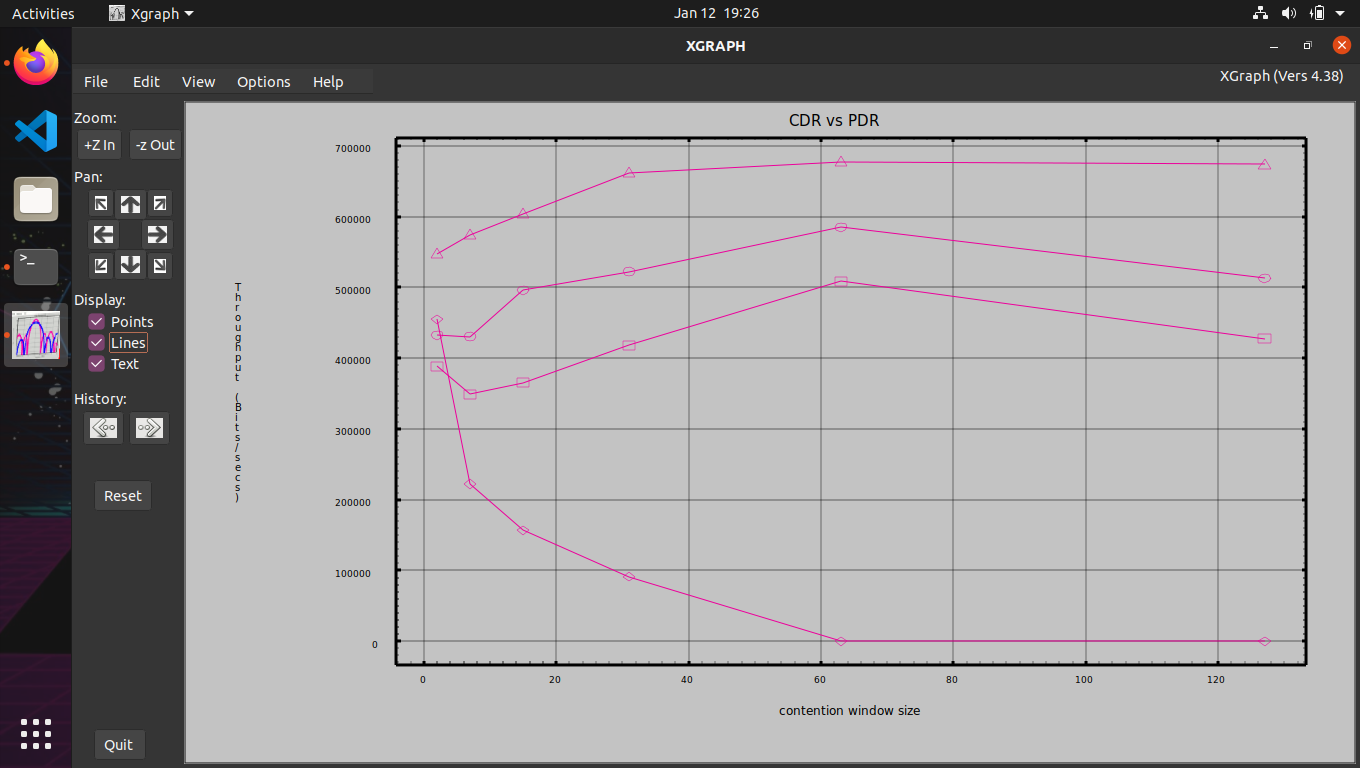 Activities Xgraph Jan 12 19:26
XGRAPH
File Edit View Options Help XGraph (Vers 4.38)
Zoom:
+Z In -z Out
Pan:
Display:
Points
Lines
Text
History:
Reset
Quit
CDR vs PDR
Throughput (Bits/secs)
700000
600000
500000
400000
300000
200000
100000
0
0 20 40 60 80 100 120
contention window size
>_